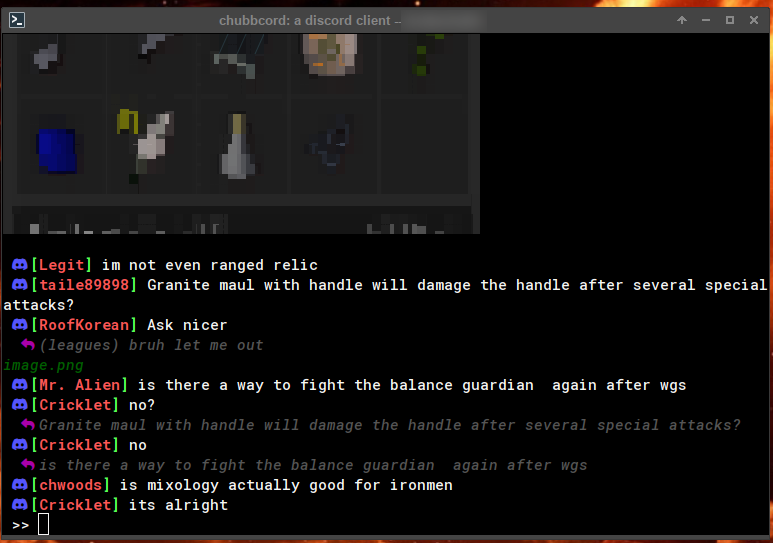 chubbcord: a discord client –
[Legit] im not even ranged relic
[taile89898] Granite maul with handle will damage the handle after several special
attacks?
[RoofKorean] Ask nicer
(leagues) bruh let me out
image.png
[Mr. Alien] is there a way to fight the balance guardian  again after wgs
[Cricklet] no?
Granite maul with handle will damage the handle after several special attacks?
[Cricklet] no
is there a way to fight the balance guardian  again after wgs
[chwoods] is mixology actually good for ironmen
[Cricklet] its alright
>>